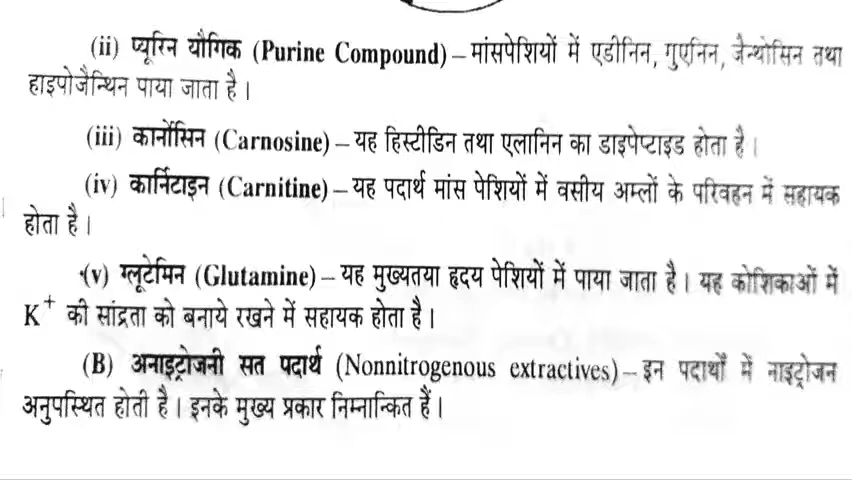 (ii) प्यूरिन यौगिक (Purine Compound) – मांसपेशियों में एडीनिन, गुएनिन, जैन्थोसिन तथा
हाइपोजैन्थिन पाया जाता है।
(iii) कार्नोसिन (Carnosine) – यह हिस्टीडिन तथा एलानिन का डाइपेप्टाइड होता है।
(iv) कार्निटाइन (Carnitine) – यह पदार्थ मांस पेशियों में वसीय अम्लों के परिवहन में सहायक
होता है।
(v) ग्लूटेमिन (Glutamine) – यह मुख्यतया हृदय पेशियों में पाया जाता है। यह कोशिकाओं में
K⁺ की सांद्रता को बनाये रखने में सहायक होता है।
(B) अनाइट्रोजनी सत पदार्थ (Nonnitrogenous extractives) – इन पदार्थों में नाइट्रोजन
अनुपस्थित होती है। इनके मुख्य प्रकार निम्नान्कित हैं।